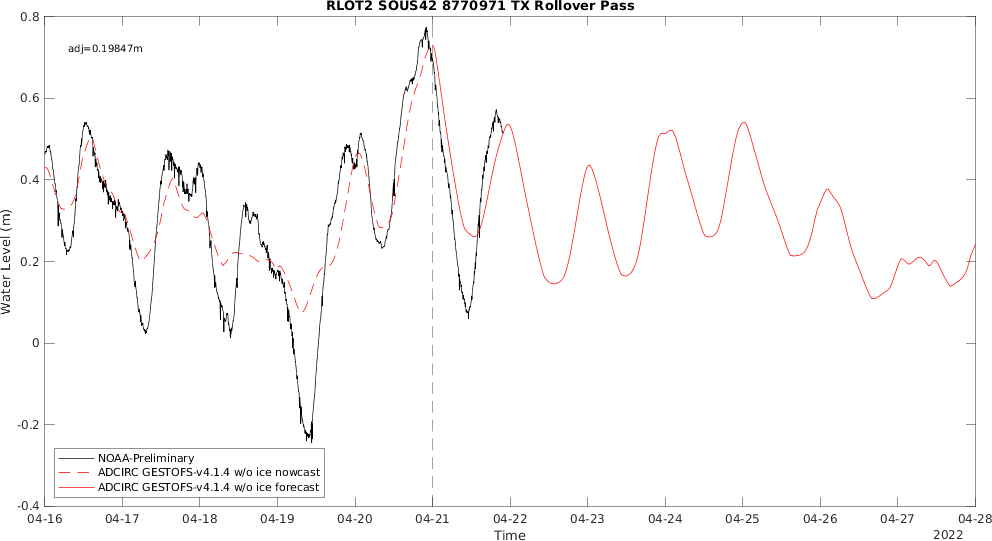 RLOT2 SOUS42 8770971 TX Rollover Pass
adj=0.19847m
0.8
0.6
0.4
0.2
0
-0.2
-0.4
Water Level (m)
NOAA-Preliminary
ADCIRC GESTOFS-v4.1.4 w/o ice nowcast
ADCIRC GESTOFS-v4.1.4 w/o ice forecast
04-16 04-17 04-18 04-19 04-20 04-21 04-22 04-23 04-24 04-25 04-26 04-27 04-28
Time
2022